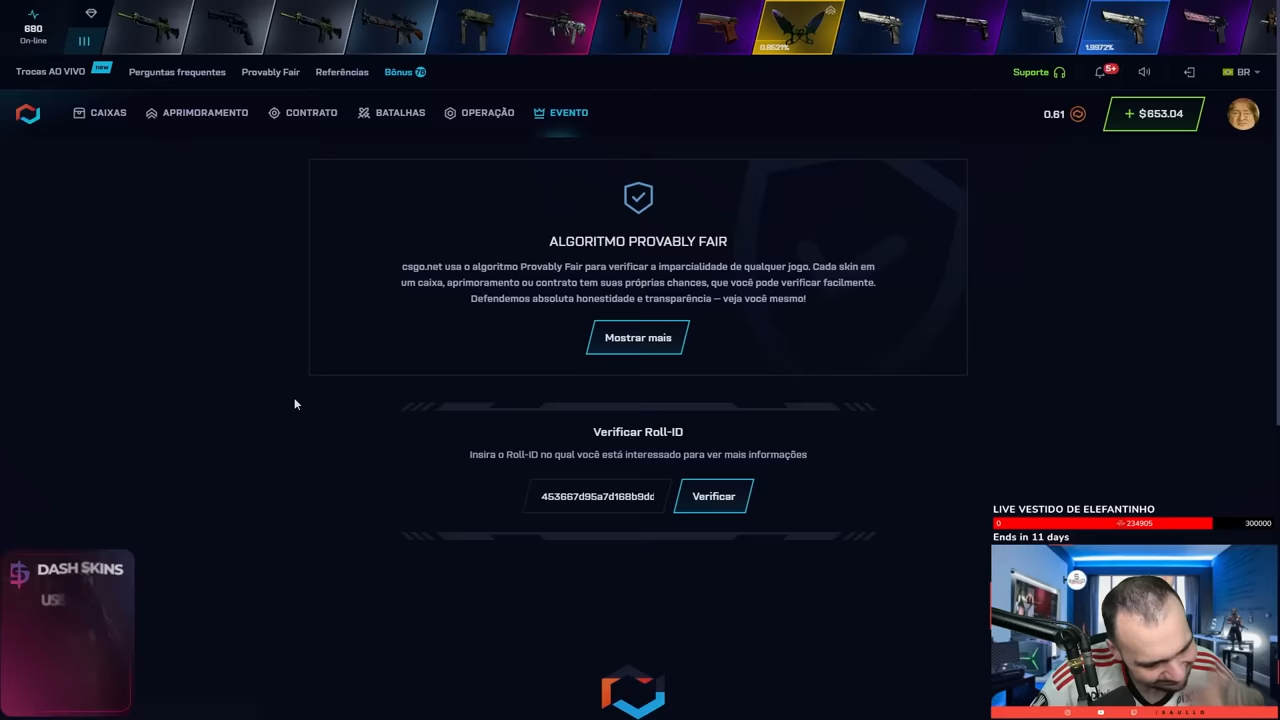 680
On-line
0.8521%
1.9972%
Trocas AO VIVO new Perguntas frequentes Provably Fair Referências Bônus 76
Suporte 5+ BR
CAIXAS APRIMORAMENTO CONTRATO BATALHAS OPERAÇÃO EVENTO
0.61 + $653.04
ALGORITMO PROVABLY FAIR
csgo.net usa o algoritmo Provably Fair para verificar a imparcialidade de qualquer jogo. Cada skin em
um caixa, aprimoramento ou contrato tem suas próprias chances, que você pode verificar facilmente.
Defendemos absoluta honestidade e transparência — veja você mesmo!
Mostrar mais
Verificar Roll-ID
Insira o Roll-ID no qual você está interessado para ver mais informações
453667d95a7d168b9dd Verificar
LIVE VESTIDO DE ELEFANTINHO
0 234905 300000
Ends in 11 days
DASH SKINS
USE
/SAULLO